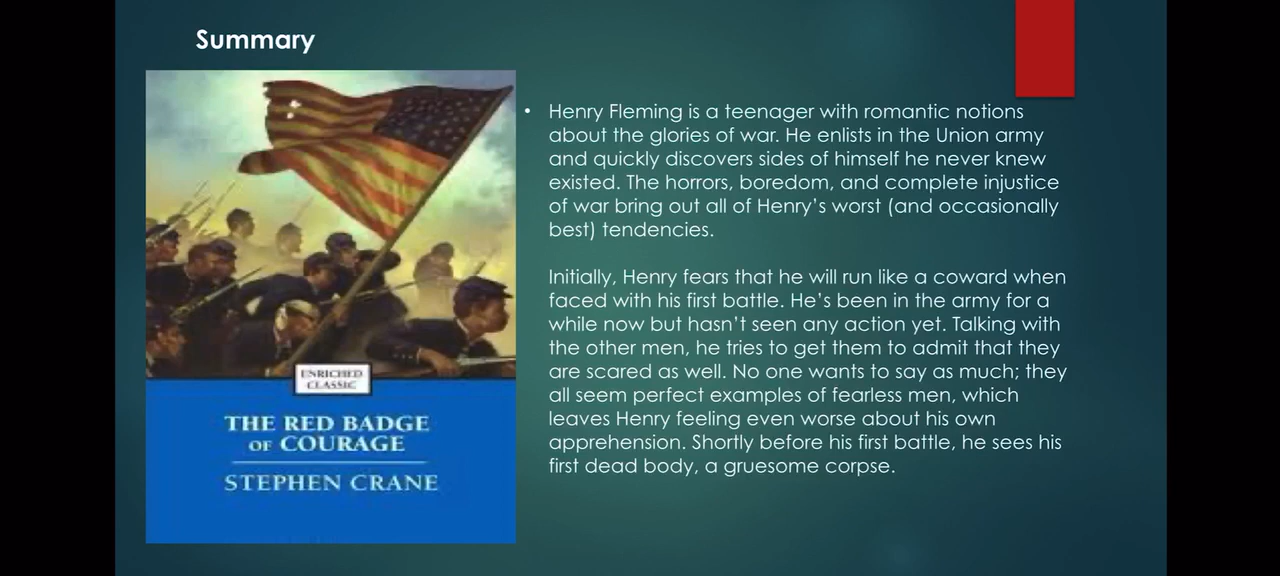 Summary
• Henry Fleming is a teenager with romantic notions
about the glories of war. He enlists in the Union army
and quickly discovers sides of himself he never knew
existed. The horrors, boredom, and complete injustice
of war bring out all of Henry’s worst (and occasionally
best) tendencies.
Initially, Henry fears that he will run like a coward when
faced with his first battle. He’s been in the army for a
while now but hasn’t seen any action yet. Talking with
the other men, he tries to get them to admit that they
are scared as well. No one wants to say as much; they
all seem perfect examples of fearless men, which
leaves Henry feeling even worse about his own
apprehension. Shortly before his first battle, he sees his
first dead body, a gruesome corpse.
ENRICHED
CLASSIC
THE RED BADGE
OF COURAGE
STEPHEN CRANE